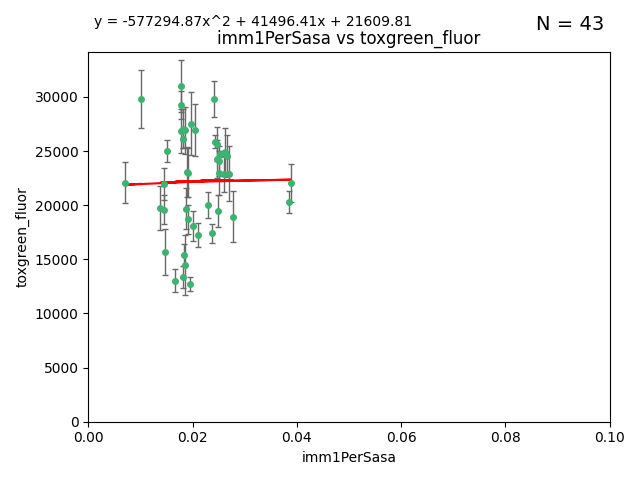 y = -577294.87x^2 + 41496.41x + 21609.81
N = 43
imm1PerSasa vs toxgreen_fluor
30000
25000
20000
15000
10000
5000
0
toxgreen_fluor
0.00 0.02 0.04 0.06 0.08 0.10
imm1PerSasa